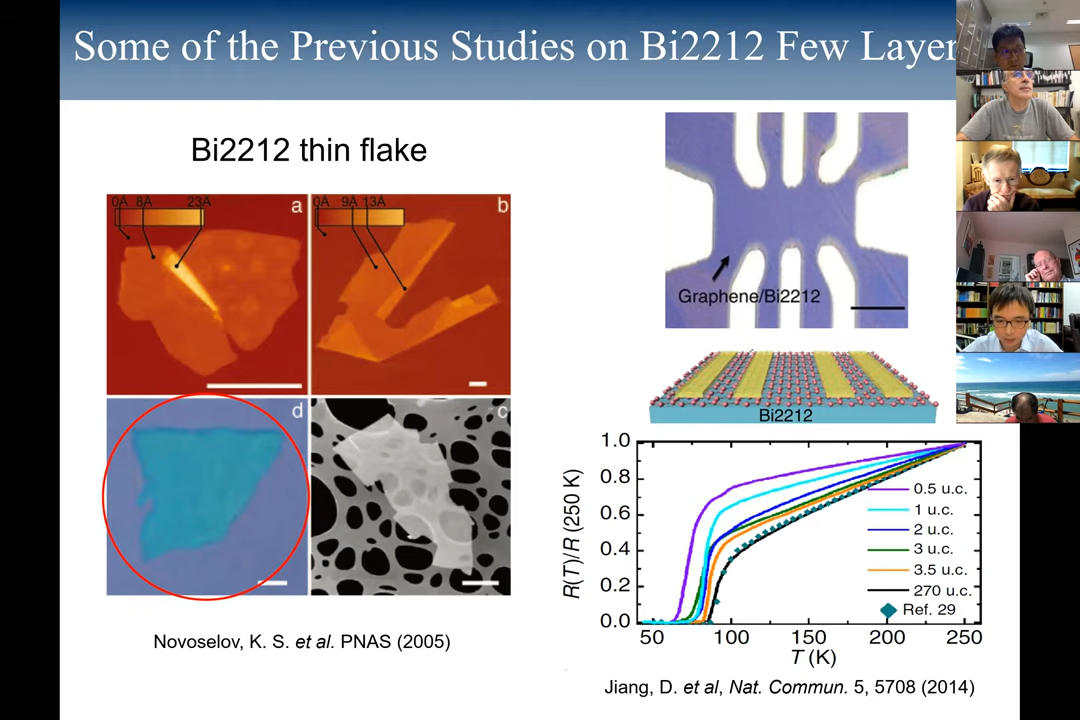 Some of the Previous Studies on Bi2212 Few Layer
Bi2212 thin flake
0A 8A 23A a
0A 9A 13A b
d
c
Novoselov, K. S. et al. PNAS (2005)
Graphene/Bi2212
Bi2212
R(T)/R (250 K)
1.0
0.8
0.6
0.4
0.2
0.0
0.5 u.c.
1 u.c.
2 u.c.
3 u.c.
3.5 u.c.
270 u.c.
Ref. 29
50 100 150 200 250
T (K)
Jiang, D. et al, Nat. Commun. 5, 5708 (2014)